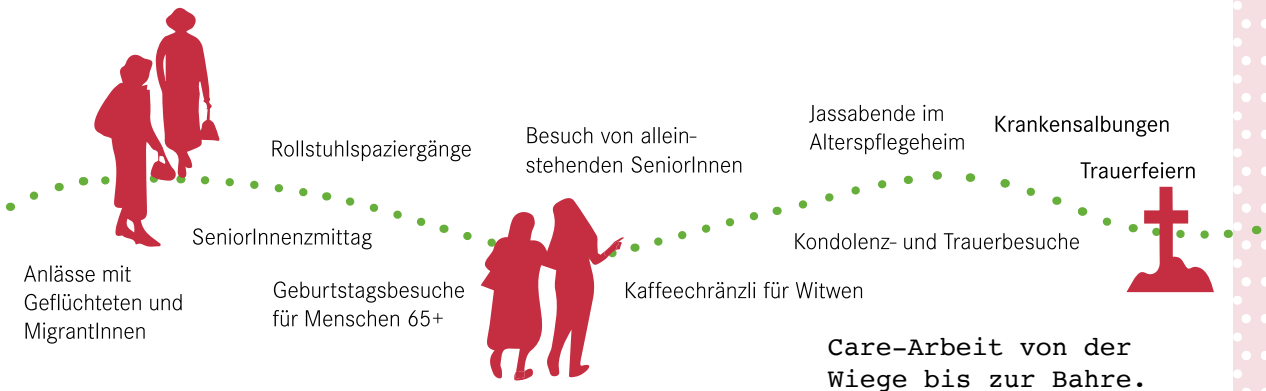 Anlässe mit
Geflüchteten und
MigrantInnen
SeniorInnenzmittag
Rollstuhlspaziergänge
Geburtstagsbesuche
für Menschen 65+
Besuch von allein-
stehenden SeniorInnen
Kaffeechränzli für Witwen
Jassabende im
Alterspflegeheim
Kondolenz- und Trauerbesuche
Krankensalbungen
Trauerfeiern
Care-Arbeit von der
Wiege bis zur Bahre.